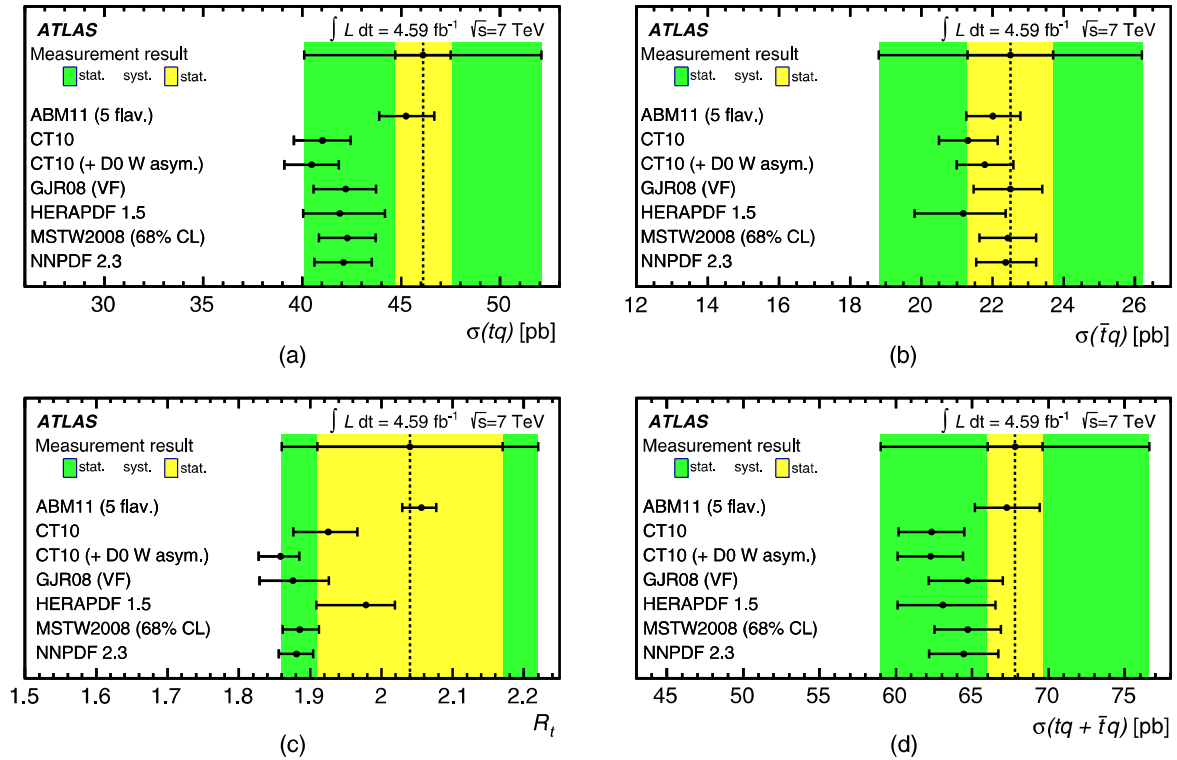 ATLAS
∫ L dt = 4.59 fb⁻¹ √s=7 TeV
Measurement result
stat. syst. stat.
ABM11 (5 flav.)
CT10
CT10 (+ D0 W asym.)
GJR08 (VF)
HERAPDF 1.5
MSTW2008 (68% CL)
NNPDF 2.3
30 35 40 45 50
σ(tq) [pb]
(a)
ATLAS
∫ L dt = 4.59 fb⁻¹ √s=7 TeV
Measurement result
stat. syst. stat.
ABM11 (5 flav.)
CT10
CT10 (+ D0 W asym.)
GJR08 (VF)
HERAPDF 1.5
MSTW2008 (68% CL)
NNPDF 2.3
12 14 16 18 20 22 24 26
σ(t̄q) [pb]
(b)
ATLAS
∫ L dt = 4.59 fb⁻¹ √s=7 TeV
Measurement result
stat. syst. stat.
ABM11 (5 flav.)
CT10
CT10 (+ D0 W asym.)
GJR08 (VF)
HERAPDF 1.5
MSTW2008 (68% CL)
NNPDF 2.3
1.5 1.6 1.7 1.8 1.9 2 2.1 2.2
Rₜ
(c)
ATLAS
∫ L dt = 4.59 fb⁻¹ √s=7 TeV
Measurement result
stat. syst. stat.
ABM11 (5 flav.)
CT10
CT10 (+ D0 W asym.)
GJR08 (VF)
HERAPDF 1.5
MSTW2008 (68% CL)
NNPDF 2.3
45 50 55 60 65 70 75
σ(tq + t̄q) [pb]
(d)